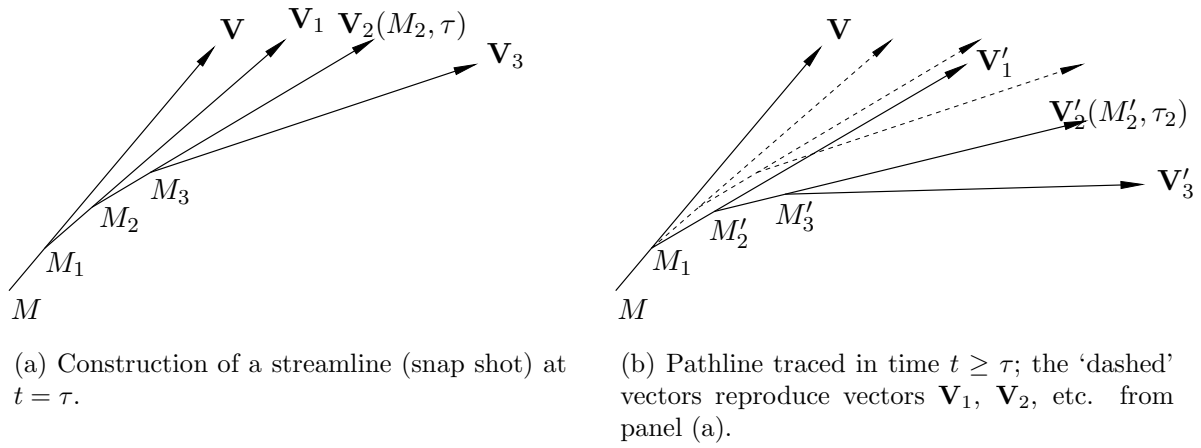 V
V₁
V₂(M₂, τ)
V₃
M₃
M₂
M₁
M
(a) Construction of a streamline (snap shot) at
t = τ.
V
V′₁
V′₂(M′₂, τ₂)
V′₃
M′₃
M′₂
M₁
M
(b) Pathline traced in time t ≥ τ; the ‘dashed’
vectors reproduce vectors V₁, V₂, etc. from
panel (a).